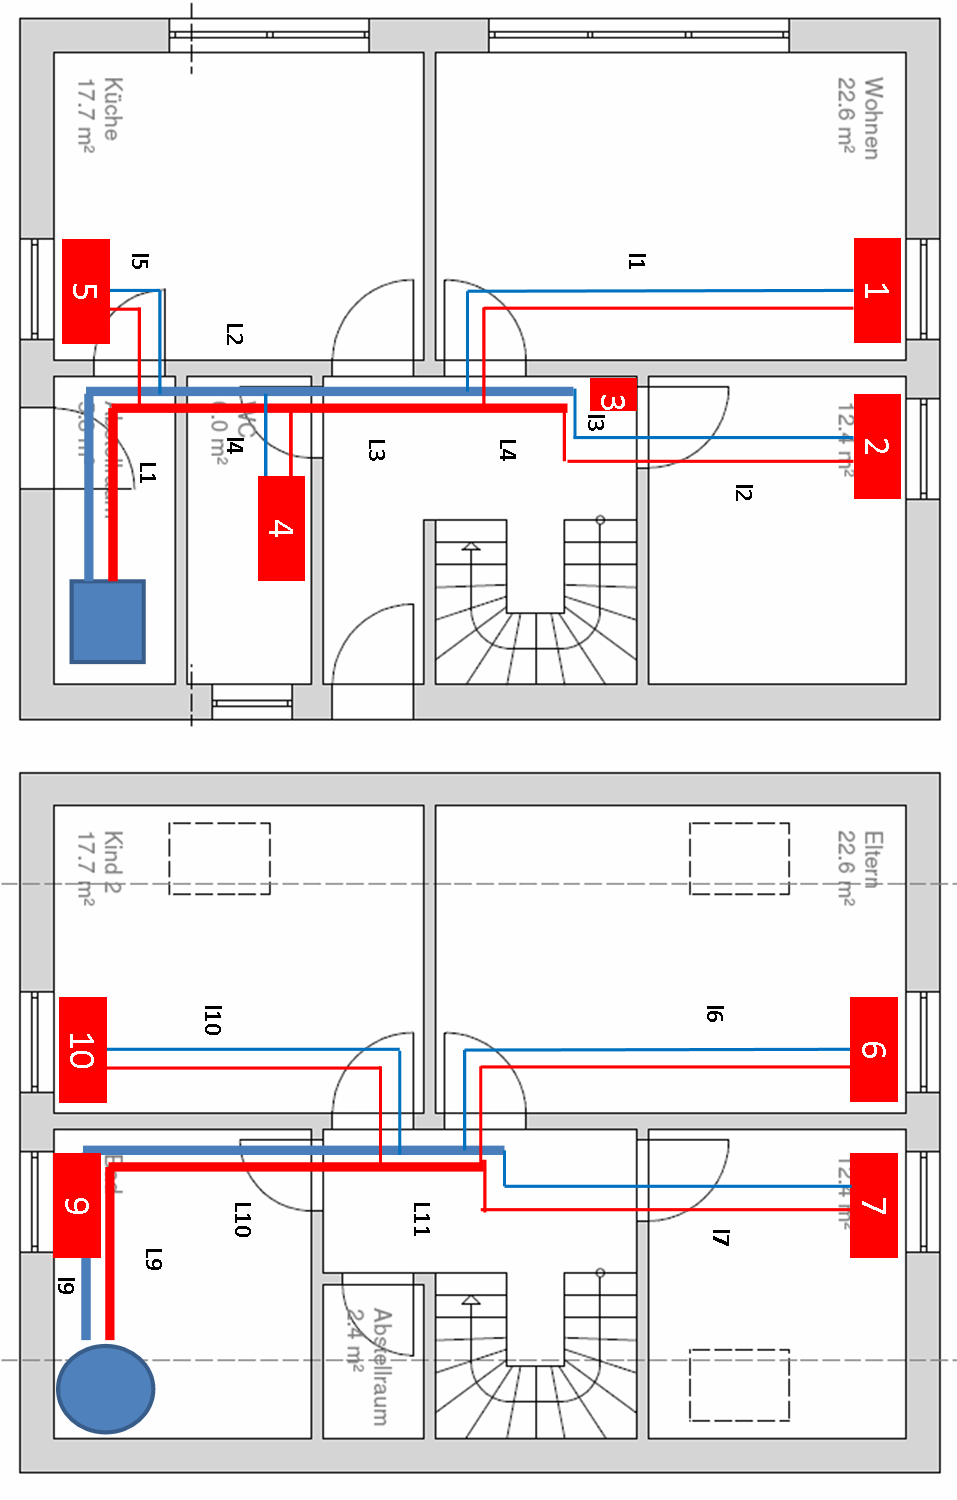 Küche
17.7 m²
Wohnen
22.6 m²
l5
l1
5
1
L2
3
l3
2
12.4 m²
WC
l4
L3
L4
L1
l2
4
Abstellraum
Kind 2
17.7 m²
Eltern
22.6 m²
l10
l6
10
6
Bad
9
7
12.4 m²
L10
L11
l7
L9
l9
Abstellraum
2.4 m²